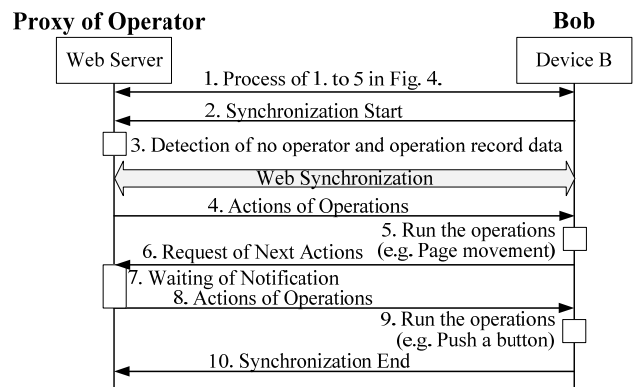 Proxy of Operator
Bob
Web Server
Device B
1. Process of 1. to 5 in Fig. 4.
2. Synchronization Start
3. Detection of no operator and operation record data
Web Synchronization
4. Actions of Operations
5. Run the operations
(e.g. Page movement)
6. Request of Next Actions
7. Waiting of Notification
8. Actions of Operations
9. Run the operations
(e.g. Push a button)
10. Synchronization End